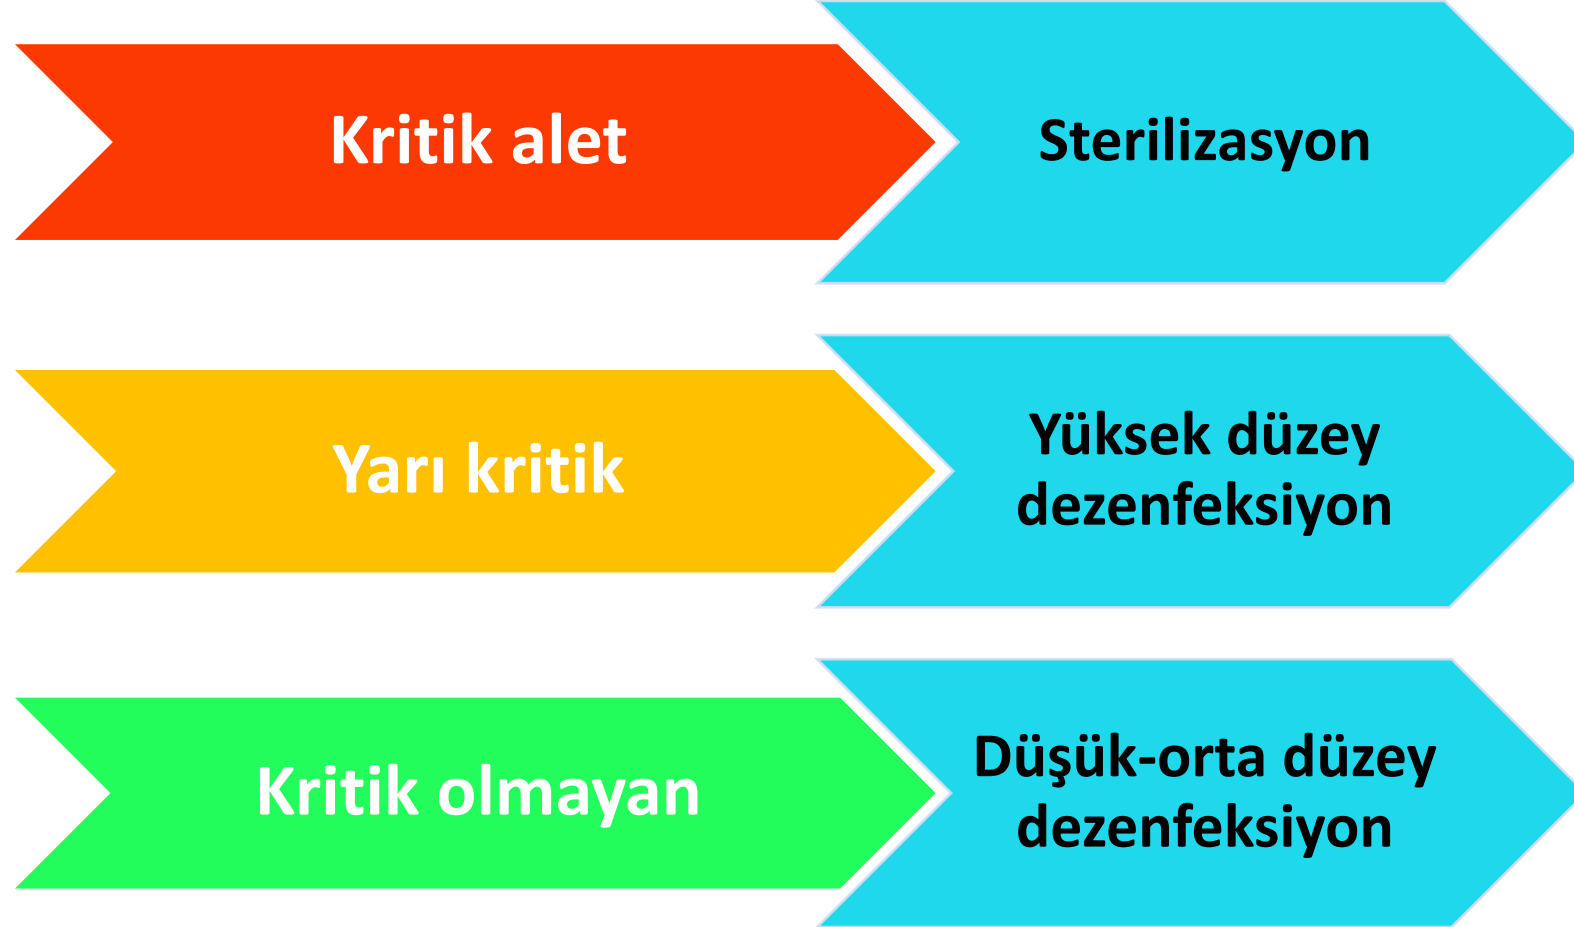 Kritik alet
Sterilizasyon
Yarı kritik
Yüksek düzey
dezenfeksiyon
Kritik olmayan
Düşük-orta düzey
dezenfeksiyon